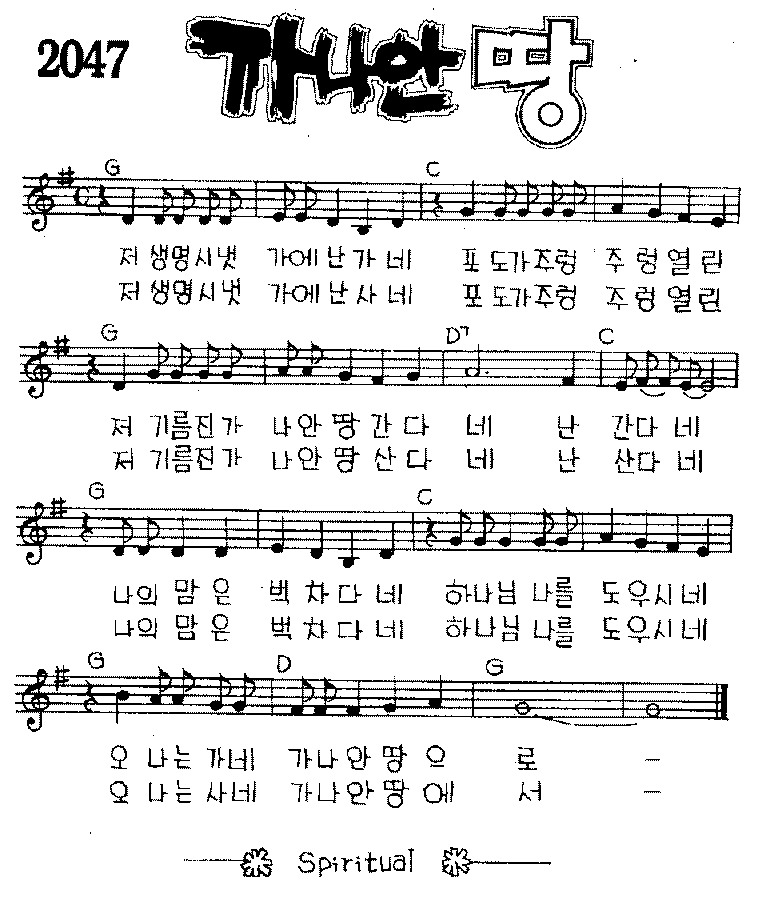 2047
가나안 땅
G C
저 생명시냇 가에 난 가 네 포 도가주렁 주 렁 열 린
저 생명시냇 가에 난 사 네 포 도가주렁 주 렁 열 린
G D7 C
저 기름진가 나안 땅 간 다 네 난 간다 네
저 기름진가 나안 땅 산 다 네 난 산다 네
G C
나의 맘 은 벅 차 다 네 하나님 나를 도 우시 네
나의 맘 은 벅 차 다 네 하나님 나를 도 우시 네
G D G
오 나는 가네 가나 안 땅 으 로 –
오 나는 사네 가나 안 땅 에 서 –
Spiritual